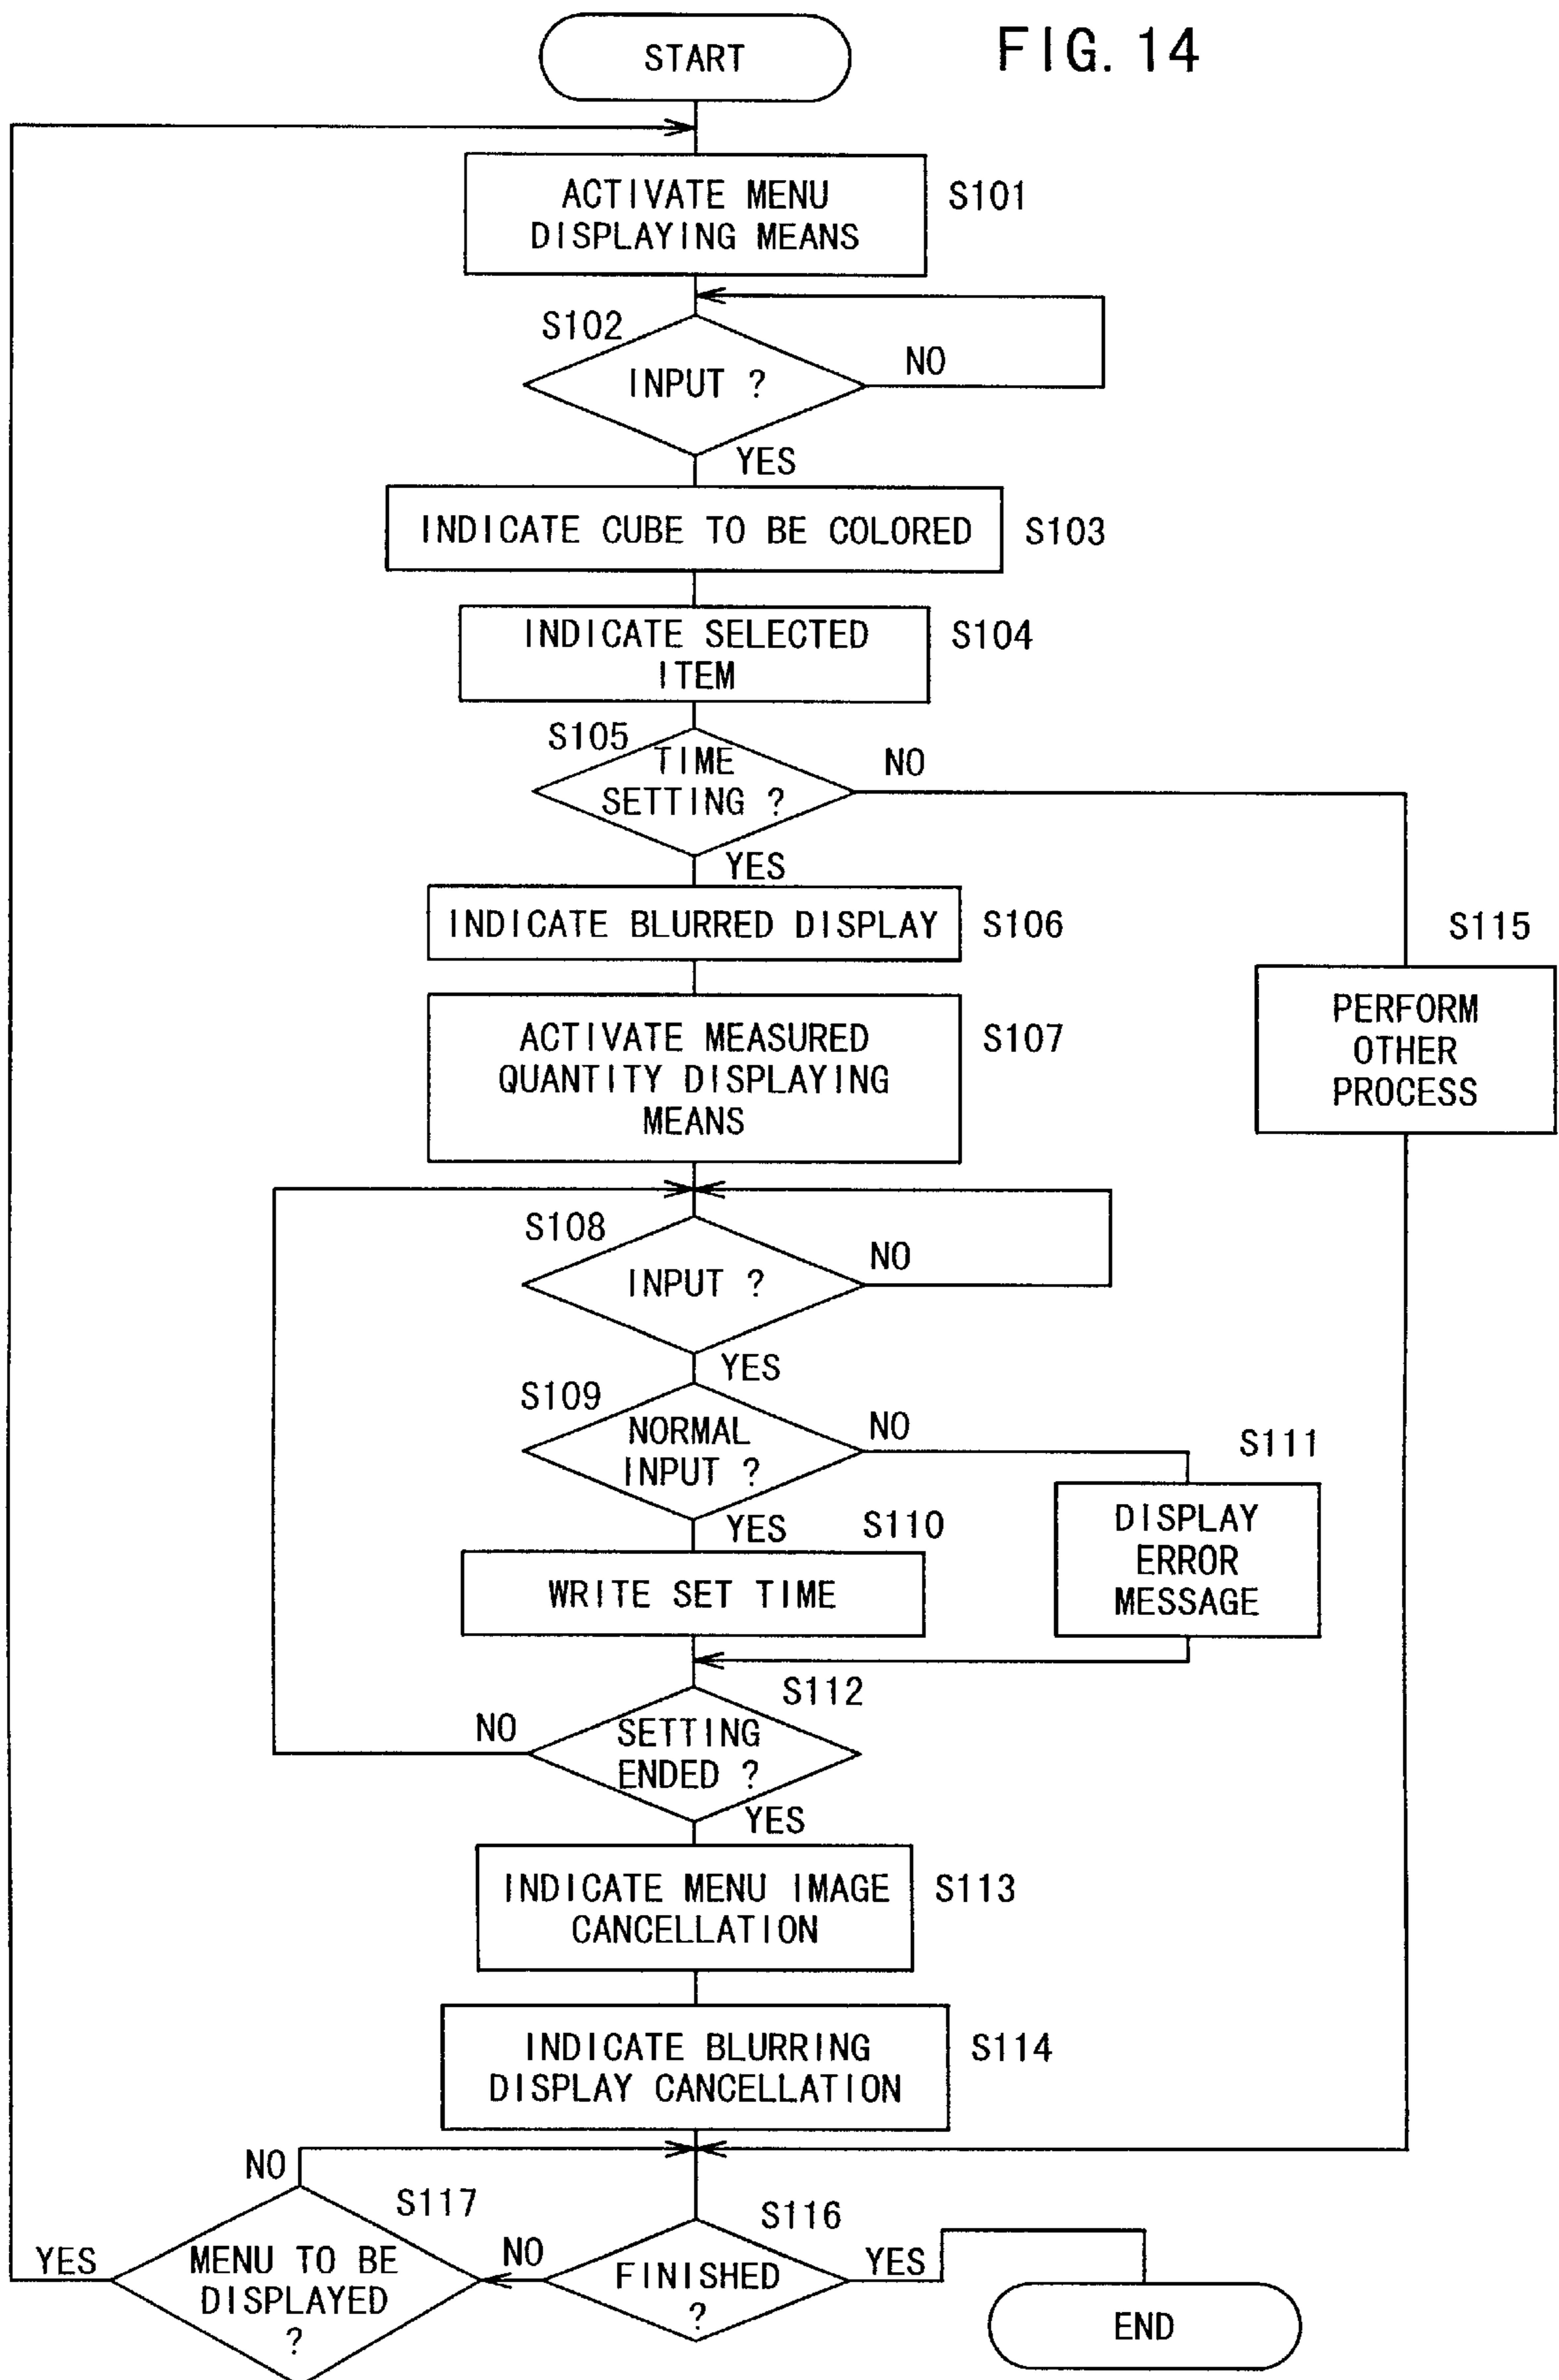 FIG. 14
START
ACTIVATE MENU
DISPLAYING MEANS
S101
S102
INPUT ?
NO
YES
INDICATE CUBE TO BE COLORED
S103
INDICATE SELECTED
ITEM
S104
S105
TIME
SETTING ?
NO
YES
INDICATE BLURRED DISPLAY
S106
S115
PERFORM
OTHER
PROCESS
ACTIVATE MEASURED
QUANTITY DISPLAYING
MEANS
S107
S108
INPUT ?
NO
YES
S109
NORMAL
INPUT ?
NO
S111
DISPLAY
ERROR
MESSAGE
YES
S110
WRITE SET TIME
S112
SETTING
ENDED ?
NO
YES
INDICATE MENU IMAGE
CANCELLATION
S113
INDICATE BLURRING
DISPLAY CANCELLATION
S114
NO
S117
MENU TO BE
DISPLAYED
?
YES
NO
S116
FINISHED
?
YES
END